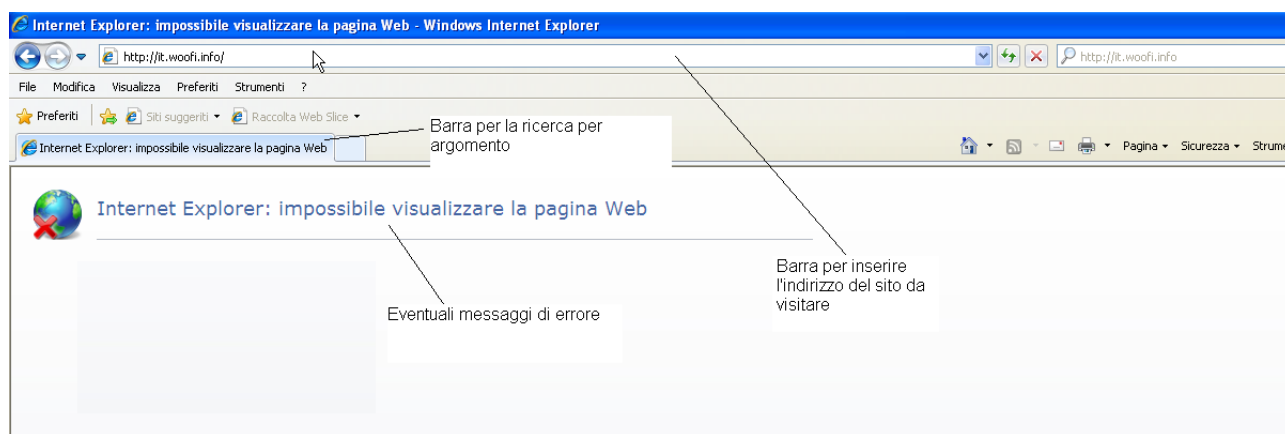 Internet Explorer: impossibile visualizzare la pagina Web - Windows Internet Explorer
http://it.woofi.info/
http://it.woofi.info
File Modifica Visualizza Preferiti Strumenti ?
Preferiti Siti suggeriti Raccolta Web Slice
Internet Explorer: impossibile visualizzare la pagina Web
Barra per la ricerca per
argomento
Pagina Sicurezza Strume
Internet Explorer: impossibile visualizzare la pagina Web
Barra per inserire
l'indirizzo del sito da
visitare
Eventuali messaggi di errore